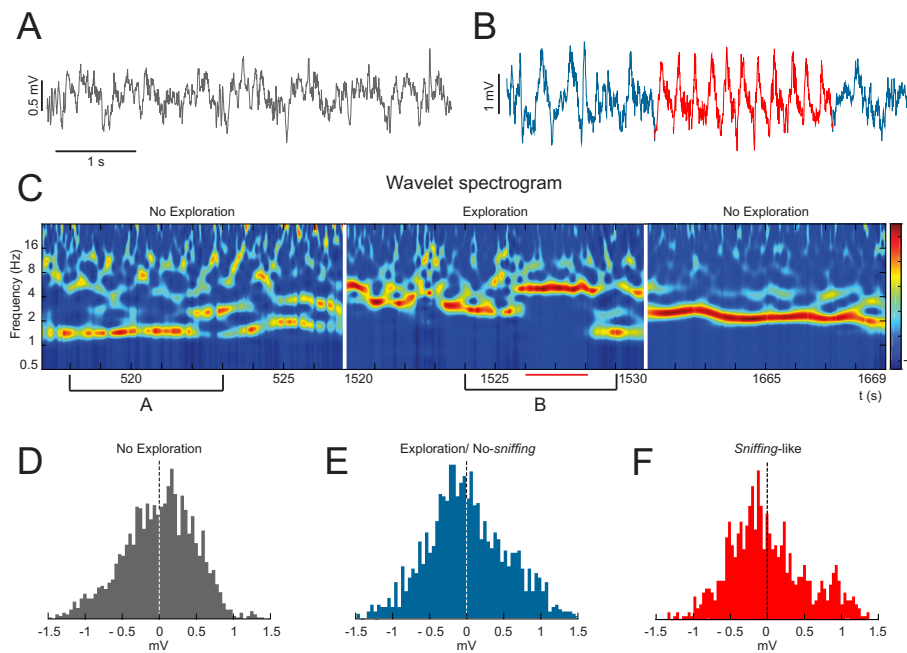 A
B
0.5 mV
1 mV
1 s
C
Wavelet spectrogram
No Exploration
Exploration
No Exploration
Frequency (Hz)
16
8
4
2
1
0.5
520
525
1520
1525
1530
1665
1669
t (s)
A
B
D
No Exploration
E
Exploration/ No-sniffing
F
Sniffing-like
-1.5 -1 -0.5 0 0.5 1 1.5
mV
-1.5 -1 -0.5 0 0.5 1 1.5
mV
-1.5 -1 - 0.5 0 0.5 1 1.5
mV